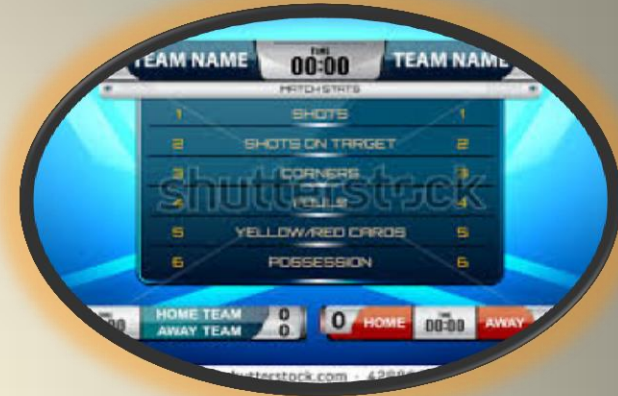 TEAM NAME TIME 00:00 TEAM NAME
MATCH STATS
1 SHOTS 1
2 SHOTS ON TARGET 2
3 CORNERS 3
shutterstock
4 FOULS 4
5 YELLOW/RED CARDS 5
6 POSSESSION 6
HOME TEAM 0
AWAY TEAM 0
0 HOME TIME 00:00 AWAY
shutterstock.com